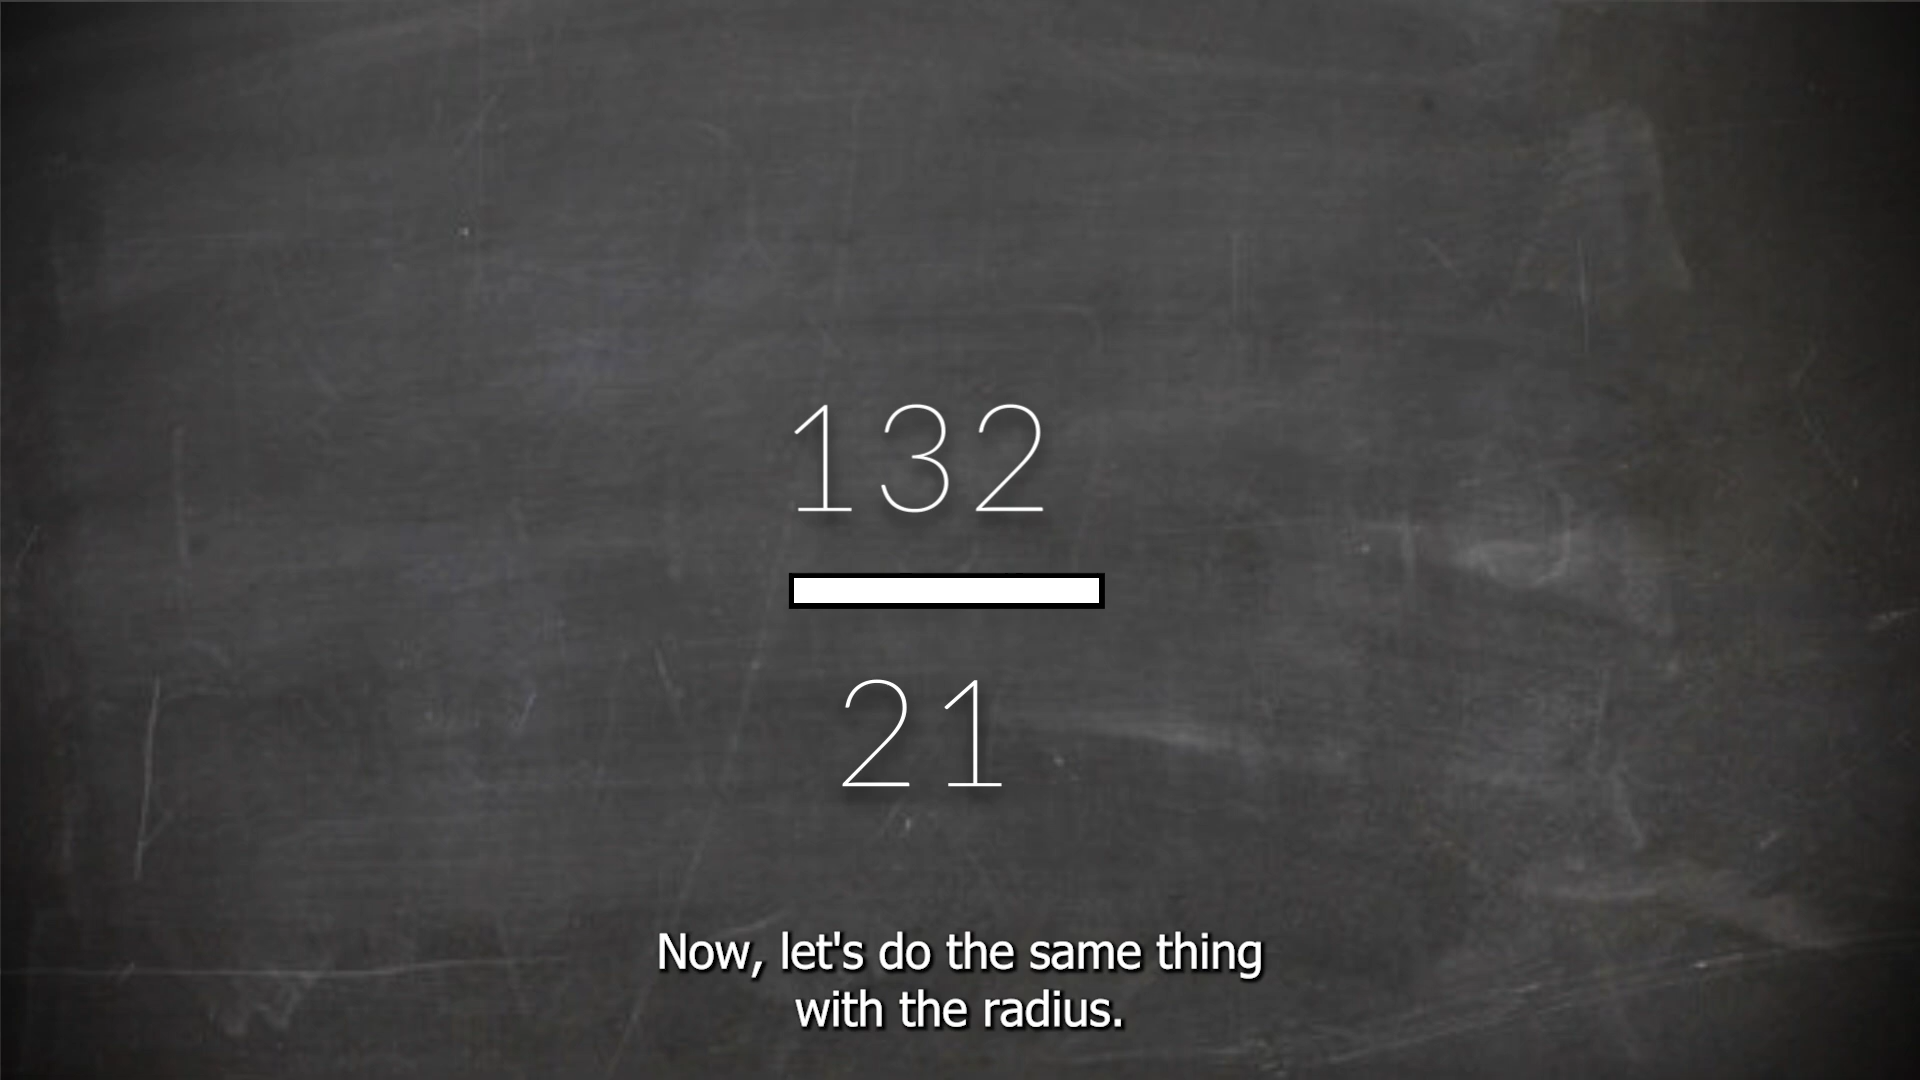 132
21
Now, let's do the same thing
with the radius.